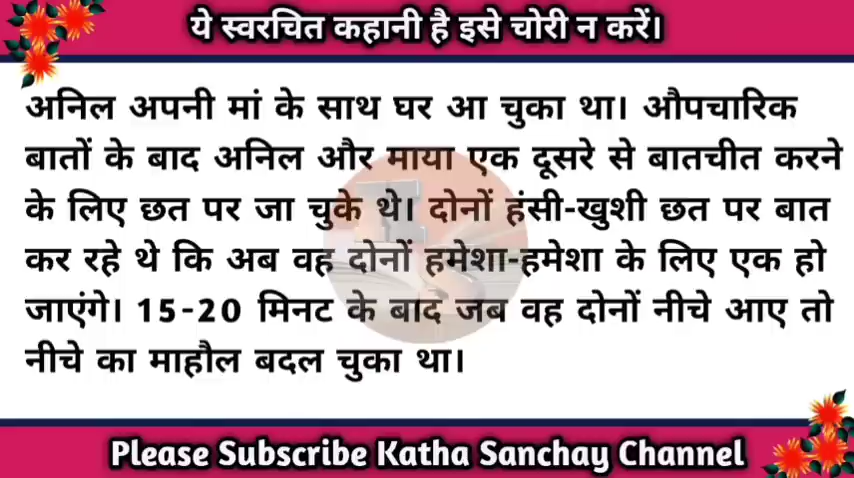 ये स्वरचित कहानी है इसे चोरी न करें।
अनिल अपनी मां के साथ घर आ चुका था। औपचारिक
बातों के बाद अनिल और माया एक दूसरे से बातचीत करने
के लिए छत पर जा चुके थे। दोनों हंसी-खुशी छत पर बात
कर रहे थे कि अब वह दोनों हमेशा-हमेशा के लिए एक हो
जाएंगे। 15-20 मिनट के बाद जब वह दोनों नीचे आए तो
नीचे का माहौल बदल चुका था।
Please Subscribe Katha Sanchay Channel